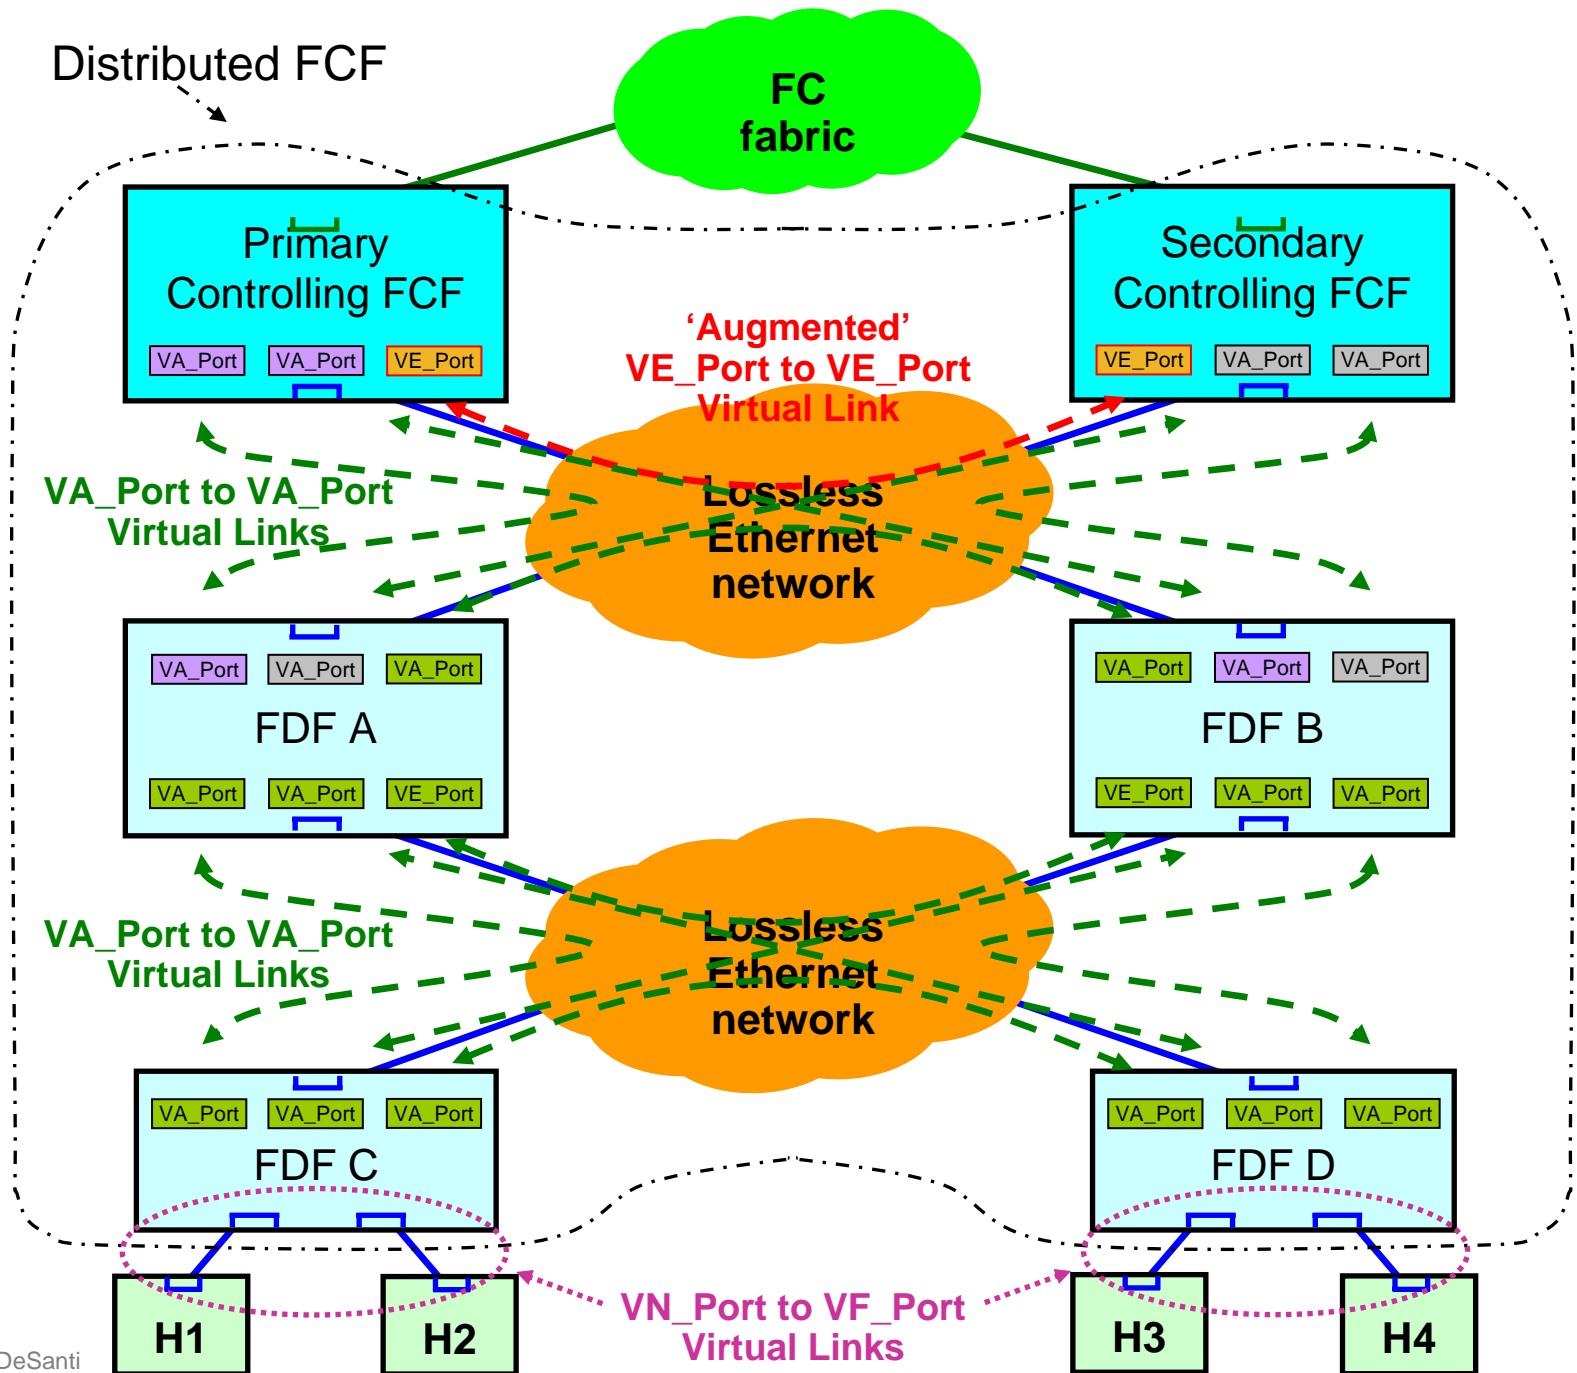 Distributed FCF
FC
fabric
Primary
Controlling FCF
VA_Port VA_Port VE_Port
Secondary
Controlling FCF
VE_Port VA_Port VA_Port
‘Augmented’
VE_Port to VE_Port
Virtual Link
VA_Port to VA_Port
Virtual Links
Lossless
Ethernet
network
VA_Port VA_Port VA_Port
FDF A
VA_Port VA_Port VE_Port
VA_Port VA_Port VA_Port
FDF B
VE_Port VA_Port VA_Port
VA_Port to VA_Port
Virtual Links
Lossless
Ethernet
network
VA_Port VA_Port VA_Port
FDF C
VA_Port VA_Port VA_Port
FDF D
VN_Port to VF_Port
Virtual Links
H1
H2
H3
H4
DeSanti